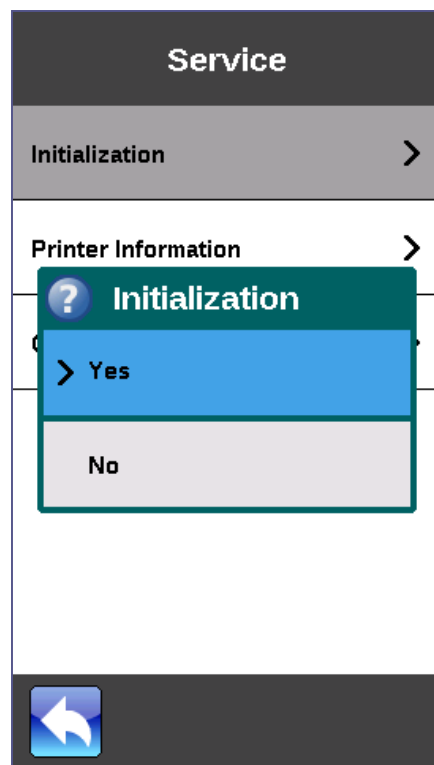 Service
Initialization
Printer Information
Initialization
Yes
No